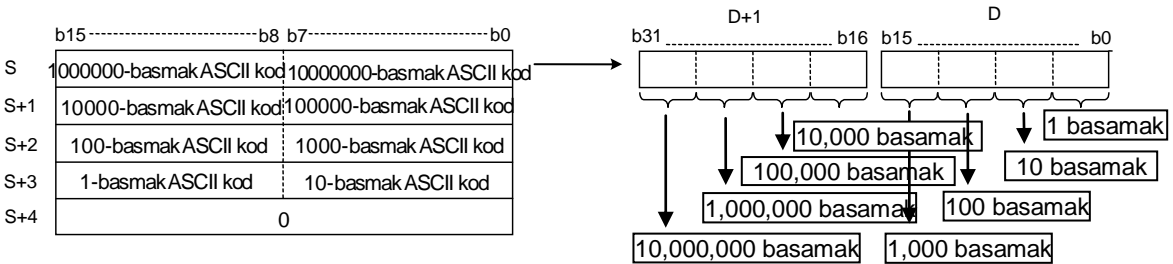 D+1 D
b15 b8 b7 b0 b31 b16 b15 b0
S 1000000-basmak ASCII kod 10000000-basmak ASCII kod
S+1 10000-basmak ASCII kod 100000-basmak ASCII kod
S+2 100-basmak ASCII kod 1000-basmak ASCII kod
S+3 1-basmak ASCII kod 10-basmak ASCII kod
S+4 0
1 basamak
10,000 basamak
10 basamak
100,000 basamak
100 basamak
1,000,000 basamak
10,000,000 basamak 1,000 basamak